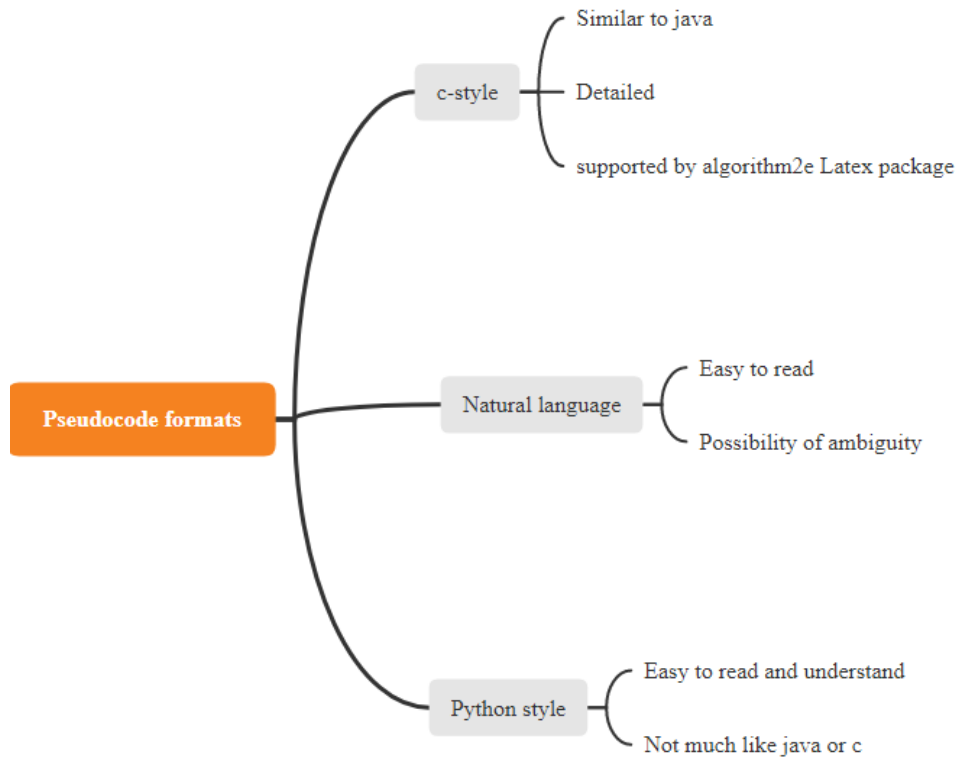 Pseudocode formats
c-style
Similar to java
Detailed
supported by algorithm2e Latex package
Natural language
Easy to read
Possibility of ambiguity
Python style
Easy to read and understand
Not much like java or c